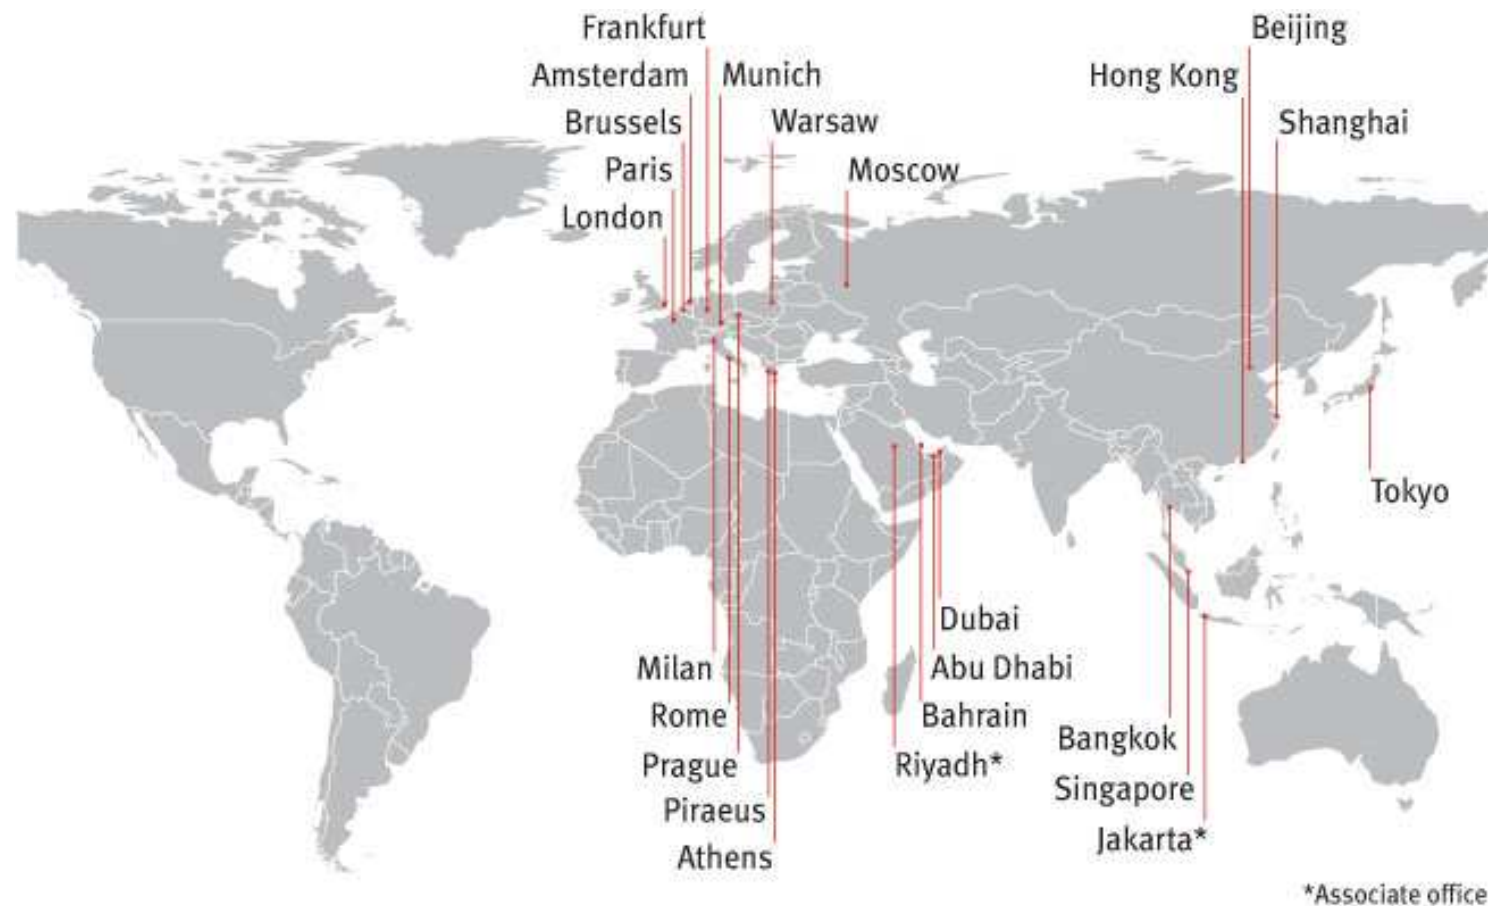 Frankfurt
Beijing
Amsterdam
Munich
Hong Kong
Brussels
Warsaw
Shanghai
Paris
Moscow
London
Tokyo
Dubai
Milan
Abu Dhabi
Rome
Bahrain
Bangkok
Prague
Riyadh*
Singapore
Piraeus
Jakarta*
Athens
*Associate office